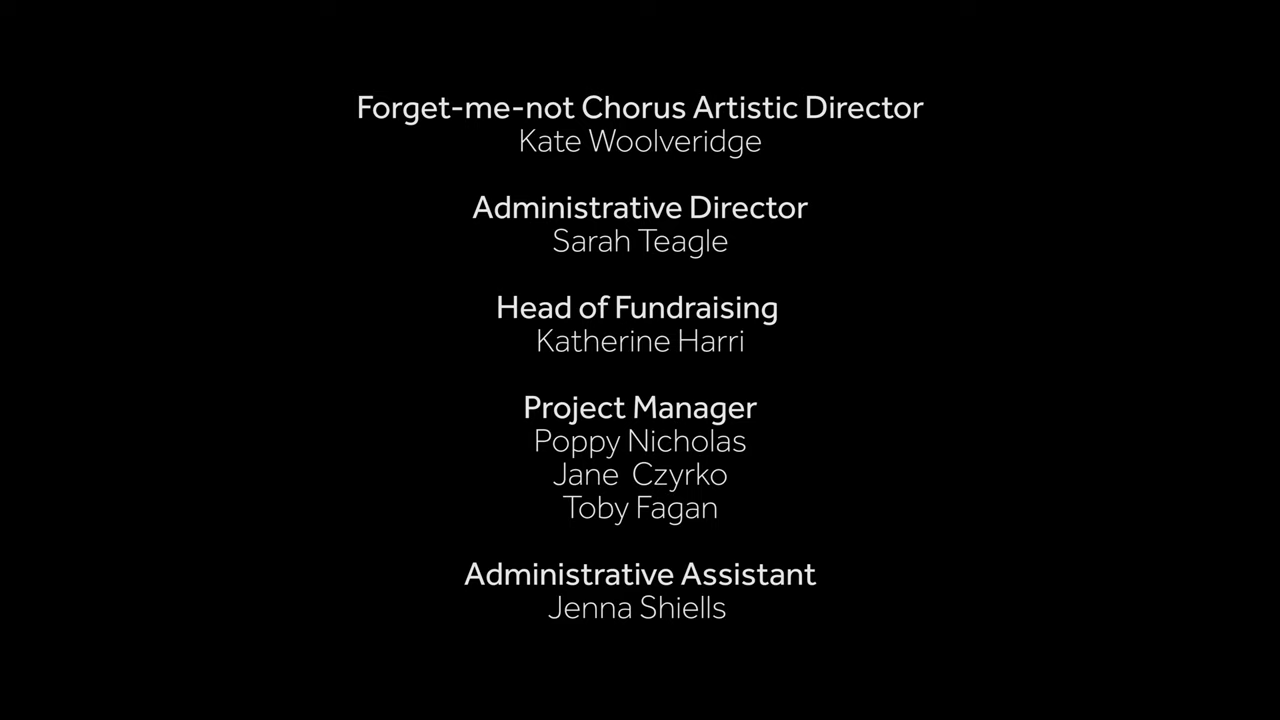 Forget-me-not Chorus Artistic Director
Kate Woolveridge
Administrative Director
Sarah Teagle
Head of Fundraising
Katherine Harri
Project Manager
Poppy Nicholas
Jane  Czyrko
Toby Fagan
Administrative Assistant
Jenna Shiells